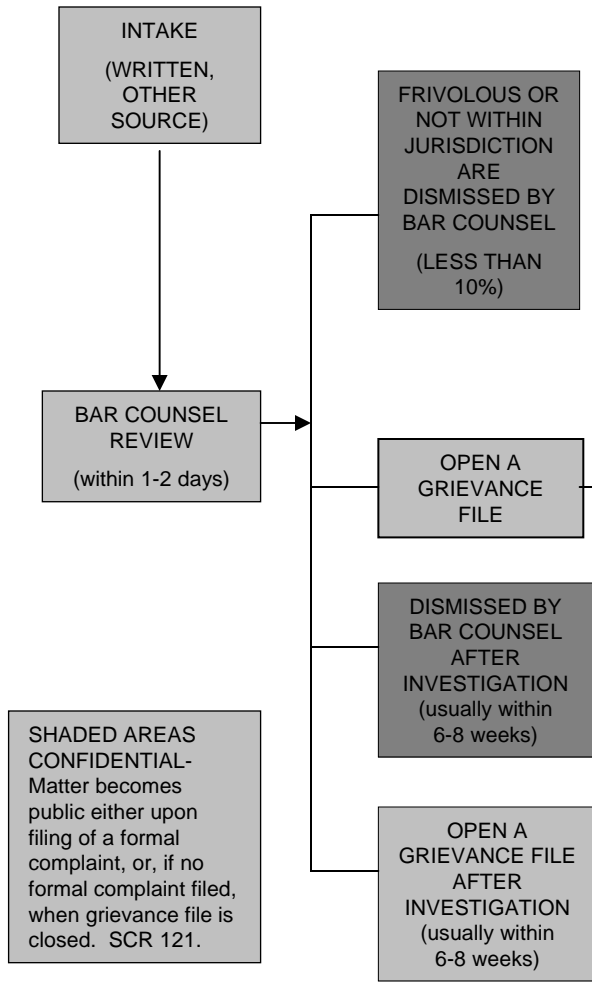 INTAKE
(WRITTEN,
OTHER
SOURCE)
FRIVOLOUS OR
NOT WITHIN
JURISDICTION
ARE
DISMISSED BY
BAR COUNSEL
(LESS THAN
10%)
BAR COUNSEL
REVIEW
(within 1-2 days)
OPEN A
GRIEVANCE
FILE
DISMISSED BY
BAR COUNSEL
AFTER
INVESTIGATION
(usually within
6-8 weeks)
SHADED AREAS
CONFIDENTIAL-
Matter becomes
public either upon
filing of a formal
complaint, or, if no
formal complaint filed,
when grievance file is
closed.  SCR 121.
OPEN A
GRIEVANCE FILE
AFTER
INVESTIGATION
(usually within
6-8 weeks)